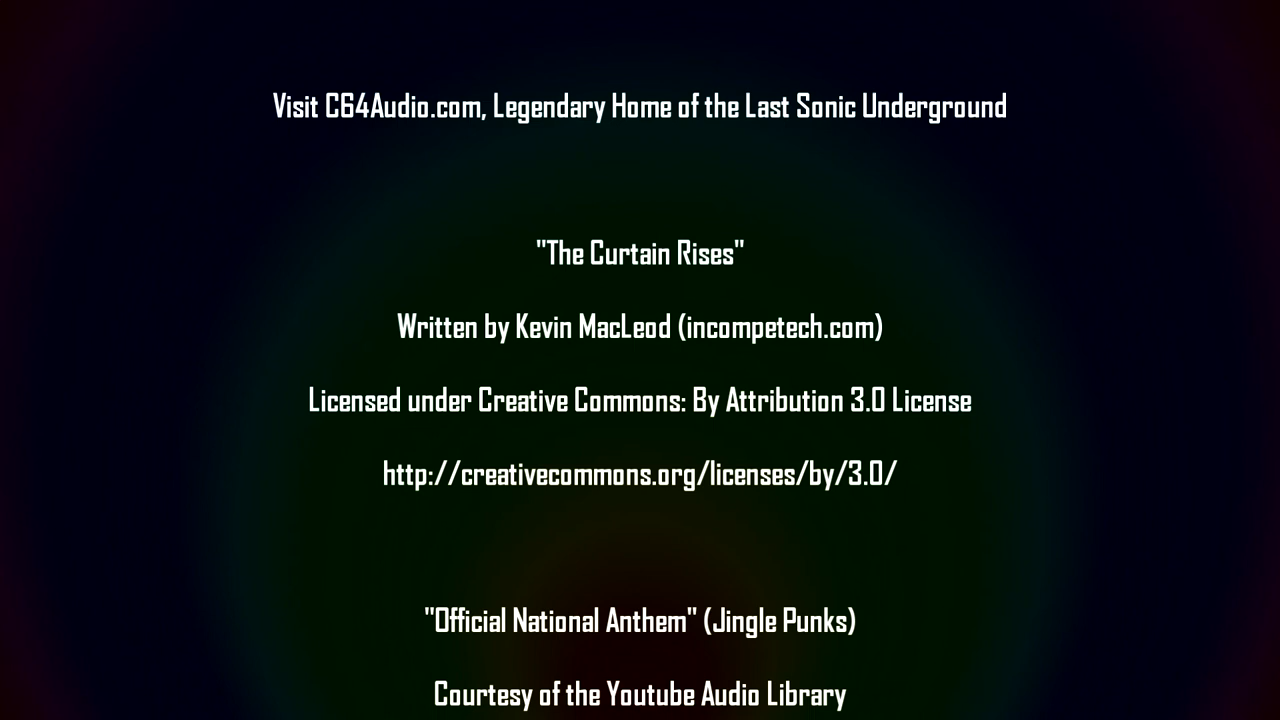 Visit C64Audio.com, Legendary Home of the Last Sonic Underground
"The Curtain Rises"
Written by Kevin MacLeod (incompetech.com)
Licensed under Creative Commons: By Attribution 3.0 License
http://creativecommons.org/licenses/by/3.0/
"Official National Anthem" (Jingle Punks)
Courtesy of the Youtube Audio Library